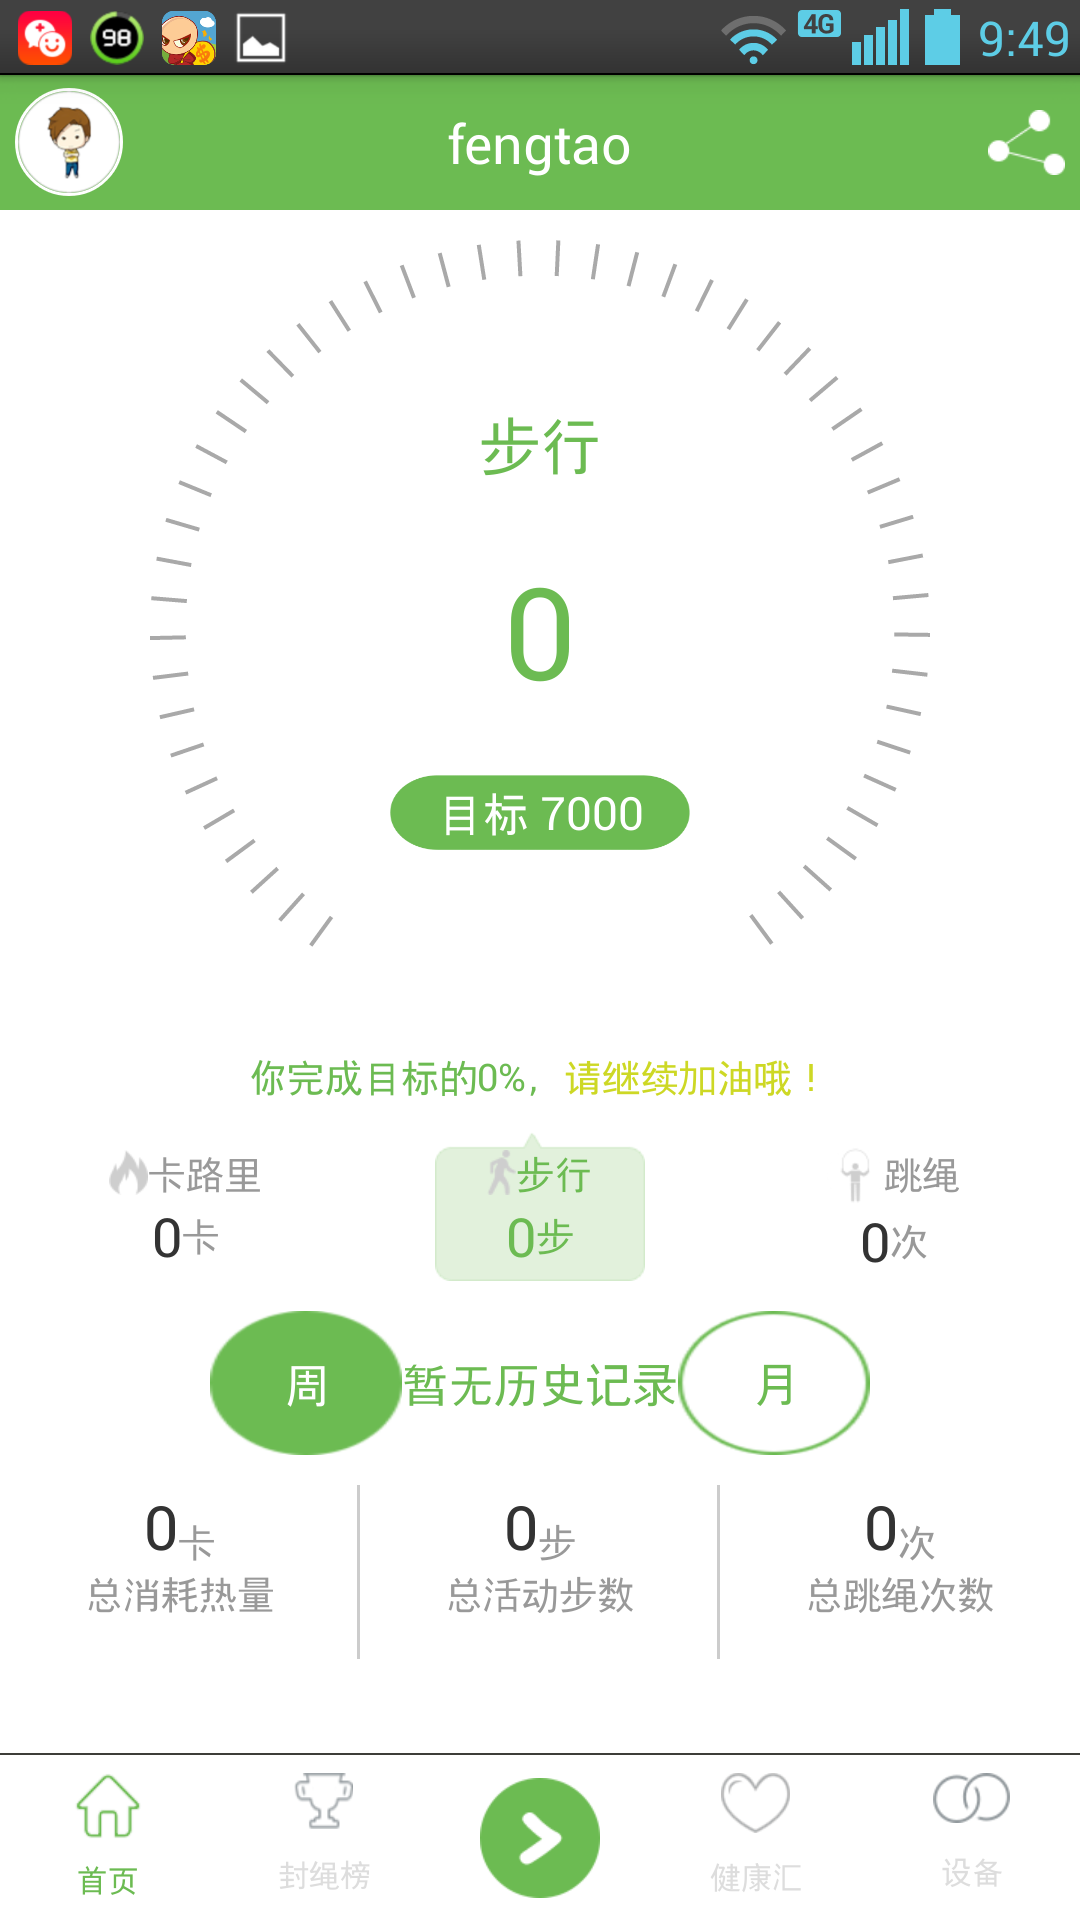 98 4G 9:49
fengtao
步行
0
目标 7000
你完成目标的0%，请继续加油哦！
卡路里 步行 跳绳
0卡 0步 0次
周 暂无历史记录 月
0卡 0步 0次
总消耗热量 总活动步数 总跳绳次数
首页 封绳榜 健康汇 设备